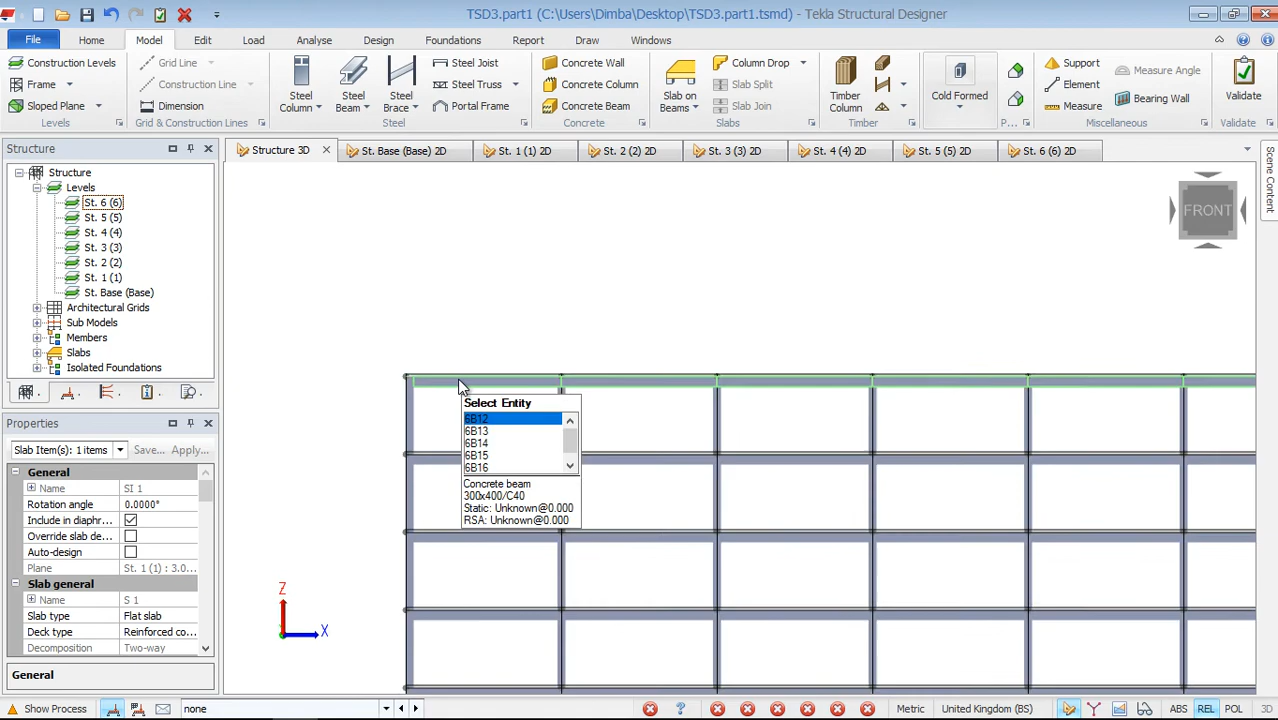 TSD3.part1 (C:\Users\Dimba\Desktop\TSD3.part1.tsmd) - Tekla Structural Designer
File
Home
Model
Edit
Load
Analyse
Design
Foundations
Report
Draw
Windows
Construction Levels
Frame
Sloped Plane
Levels
Grid Line
Construction Line
Dimension
Grid & Construction Lines
Steel Column
Steel Beam
Steel Brace
Steel Joist
Steel Truss
Portal Frame
Steel
Concrete Wall
Concrete Column
Concrete Beam
Concrete
Slab on Beams
Column Drop
Slab Split
Slab Join
Slabs
Timber Column
Timber
Cold Formed
P...
Support
Element
Measure
Measure Angle
Bearing Wall
Miscellaneous
Validate
Validate
Structure
Structure
Levels
St. 6 (6)
St. 5 (5)
St. 4 (4)
St. 3 (3)
St. 2 (2)
St. 1 (1)
St. Base (Base)
Architectural Grids
Sub Models
Members
Slabs
Isolated Foundations
Properties
Slab Item(s): 1 items
Save...
Apply...
General
Name SI 1
Rotation angle 0.0000°
Include in diaphr...
Override slab de...
Auto-design
Plane St. 1 (1) : 3.0...
Slab general
Name S 1
Slab type Flat slab
Deck type Reinforced co...
Decomposition Two-way
General
Structure 3D
St. Base (Base) 2D
St. 1 (1) 2D
St. 2 (2) 2D
St. 3 (3) 2D
St. 4 (4) 2D
St. 5 (5) 2D
St. 6 (6) 2D
Scene Content
FRONT
Select Entity
6B12
6B13
6B14
6B15
6B16
Concrete beam
300x400/C40
Static: Unknown@0.000
RSA: Unknown@0.000
Z
X
Show Process
none
Metric
United Kingdom (BS)
ABS
REL
POL
3D